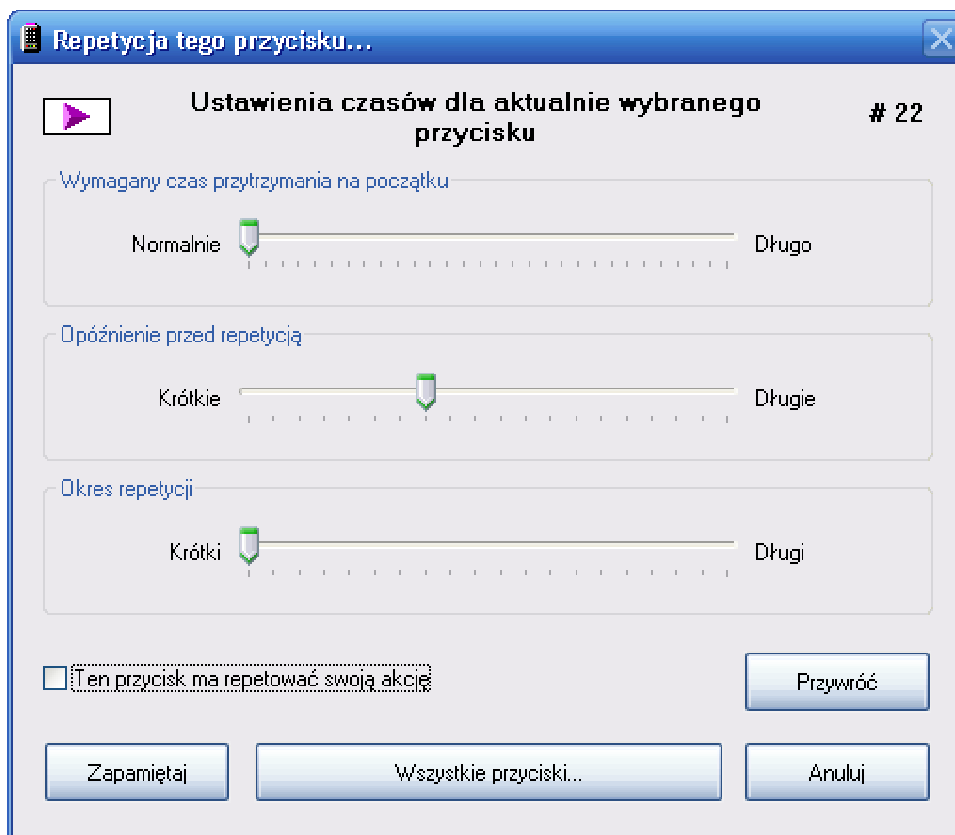 Repetycja tego przycisku...
Ustawienia czasów dla aktualnie wybranego
przycisku
# 22
Wymagany czas przytrzymania na początku
Normalnie
Długo
Opóźnienie przed repetycją
Krótkie
Długie
Okres repetycji
Krótki
Długi
Ten przycisk ma repetować swoją akcję
Przywróć
Zapamiętaj
Wszystkie przyciski...
Anuluj